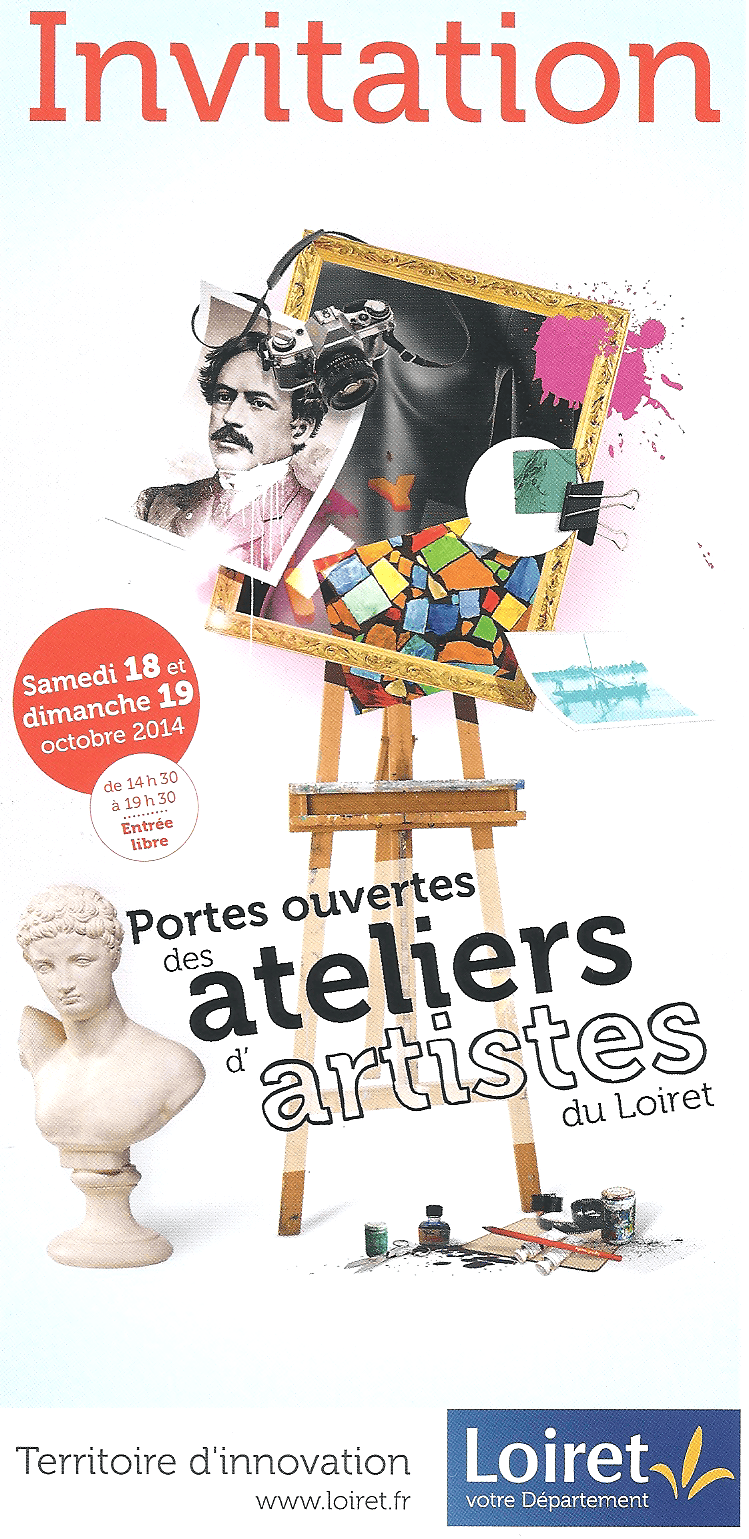 Invitation
Samedi 18 et
dimanche 19
octobre 2014
de 14 h 30
à 19 h 30
Entrée
libre
Portes ouvertes
des
ateliers
d'
artistes
du Loiret
Territoire d'innovation
www.loiret.fr
Loiret
votre Département